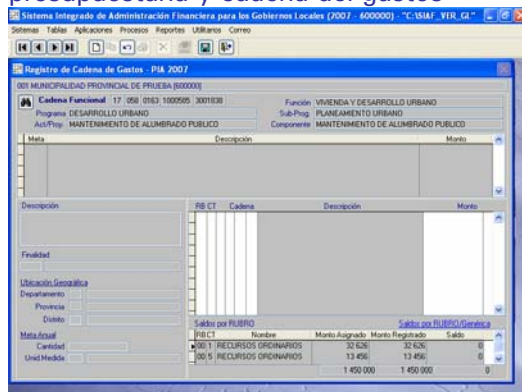 presupuestaria y cadena del gasto
Sistema Integrado de Administración Financiera para los Gobiernos Locales (2007 - 600000) - "C:\SIAF_VER_GL"
Sistemas Tablas Aplicaciones Procesos Reportes Utilitarios Correo
Registro de Cadena de Gastos - PIA 2007
001 MUNICIPALIDAD PROVINCIAL DE PRUEBA [600000]
Cadena Funcional 17 058 0163 1000585 3001838
Función VIVIENDA Y DESARROLLO URBANO
Programa DESARROLLO URBANO
Sub-Prog. PLANEAMIENTO URBANO
Act/Proy. MANTENIMIENTO DE ALUMBRADO PUBLICO
Componente MANTENIMIENTO DE ALUMBRADO PUBLICO
Meta Descripción Monto
Descripción
RB CT Cadena Descripción Monto
Finalidad
Ubicación Geográfica
Departamento
Provincia
Distrito
Meta Anual
Cantidad
Unid Medida
Saldos por RUBRO Saldos por RUBRO/Genérica
RB CT Nombre Monto Asignado Monto Registrado Saldo
00 1 RECURSOS ORDINARIOS 32 626 32 626 0
00 5 RECURSOS ORDINARIOS 13 456 13 456 0
1 450 000 1 450 000 0